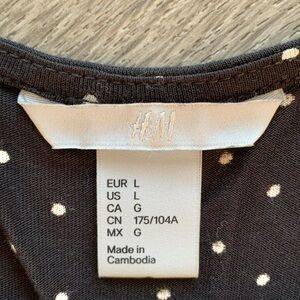 H&M
EUR L
US L
CA G
CN 175/104A
MX G
Made in
Cambodia